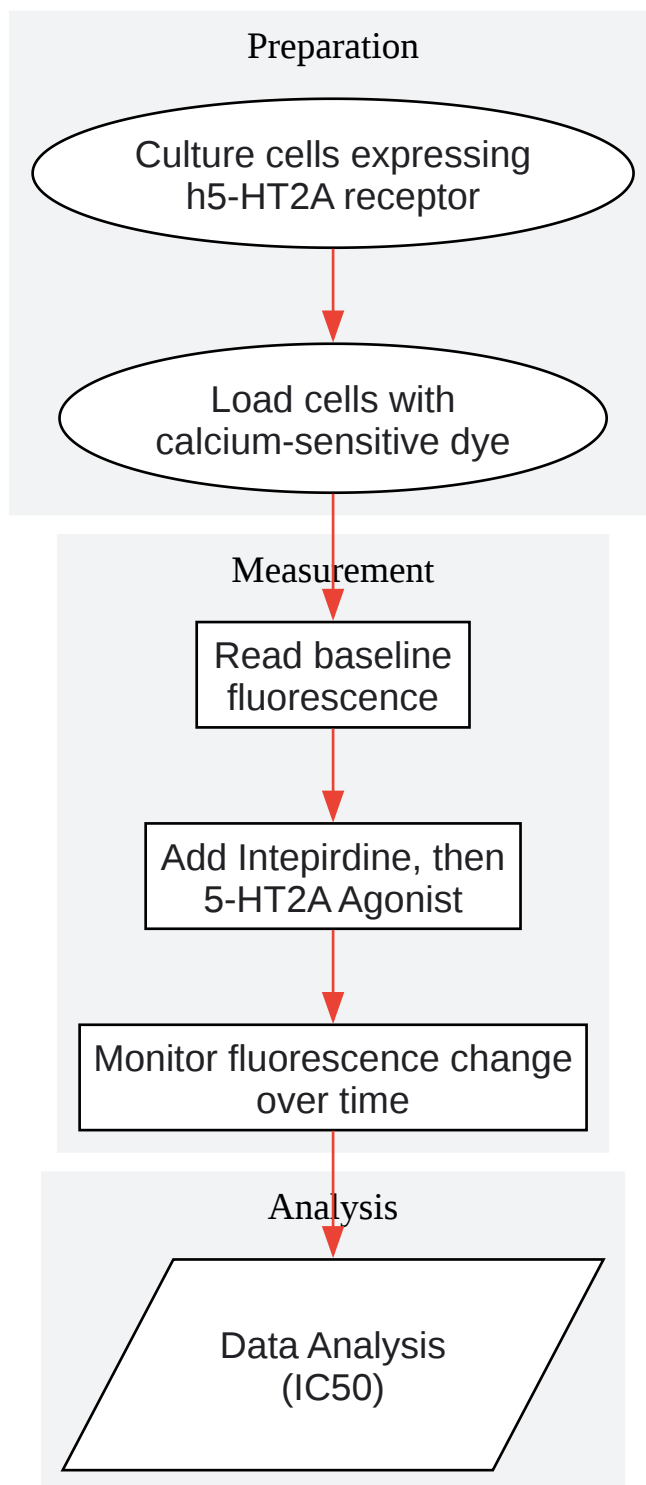 Preparation
Culture cells expressing
h5-HT2A receptor
Load cells with
calcium-sensitive dye
Measurement
Read baseline
fluorescence
Add Intepirdine, then
5-HT2A Agonist
Monitor fluorescence change
over time
Analysis
Data Analysis
(IC50)